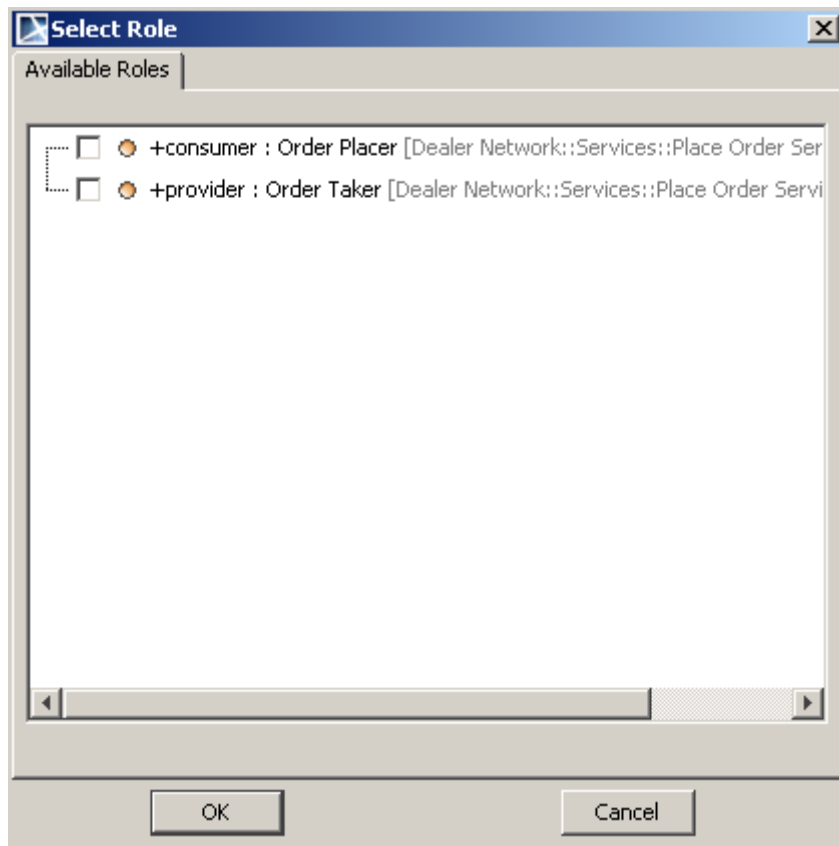 Select Role
Available Roles
+consumer : Order Placer [Dealer Network::Services::Place Order Ser
+provider : Order Taker [Dealer Network::Services::Place Order Servi
OK
Cancel